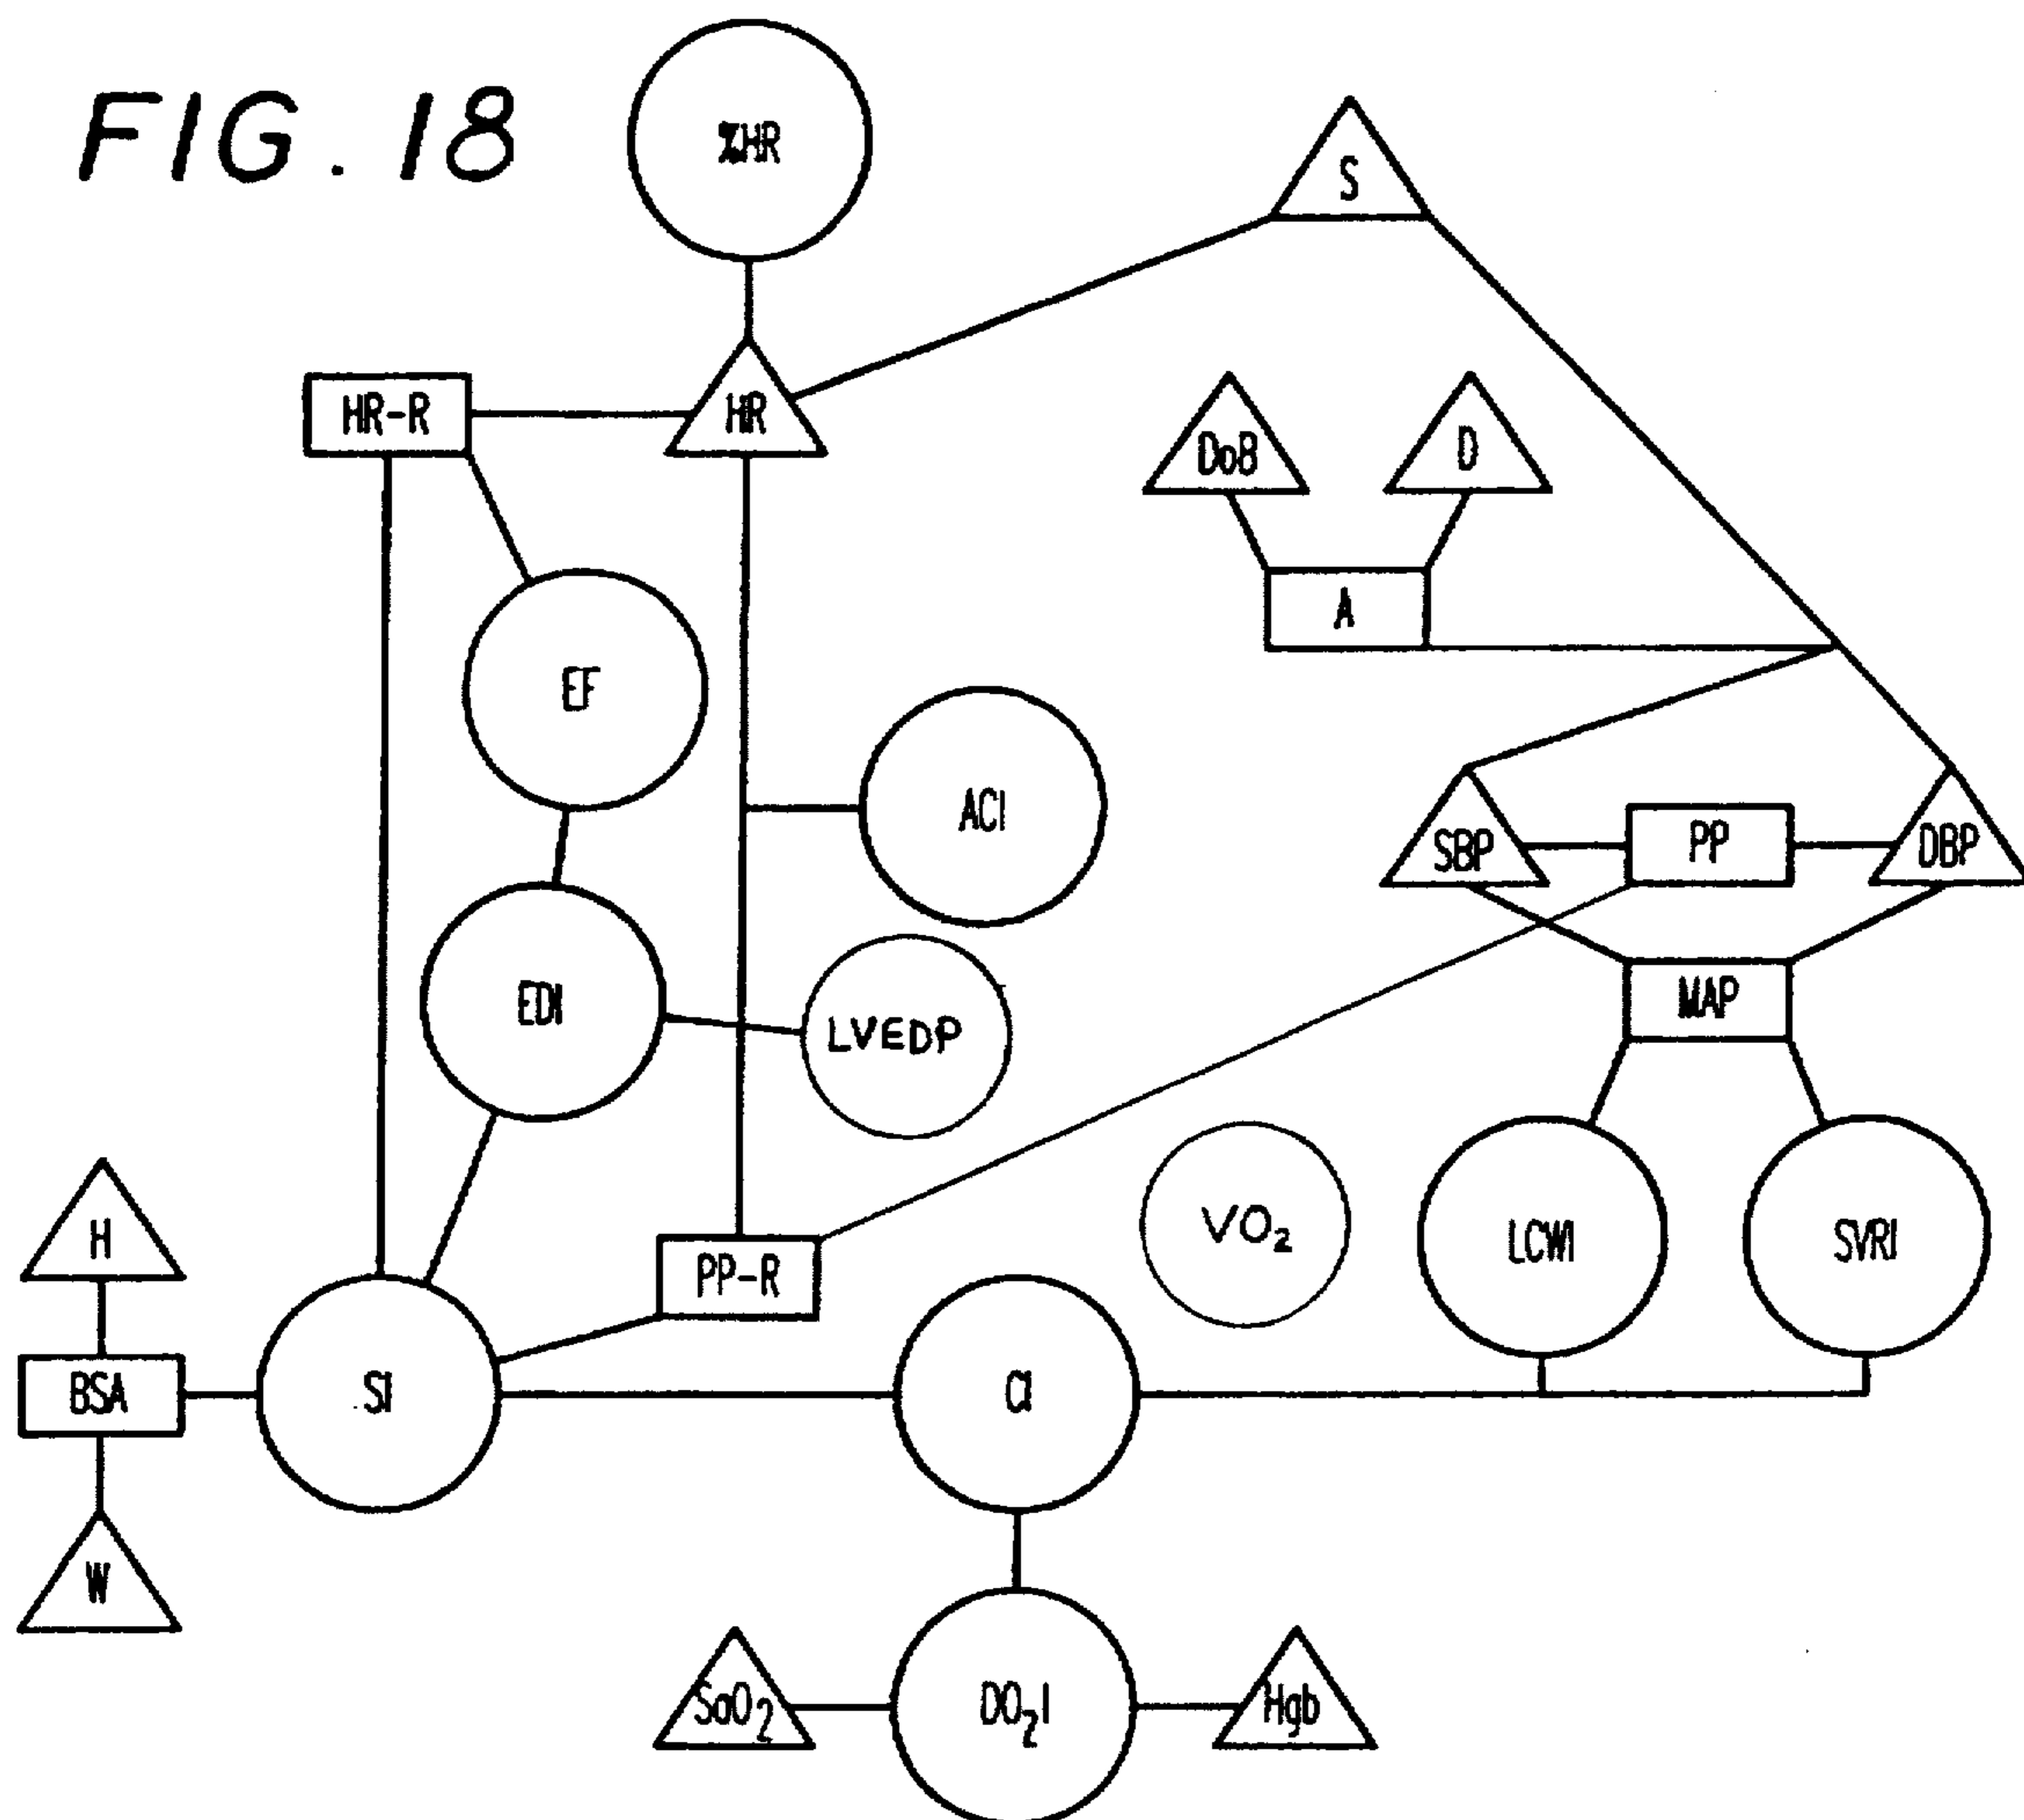 FIG. 18
%HR
S
HR-R
HR
DoB
D
A
EF
ACI
SBP
PP
DBP
EDI
LVEDP
MAP
H
VO₂
LCWI
SVRI
PP-R
BSA
SI
CI
W
SaO₂
DO₂I
Hgb